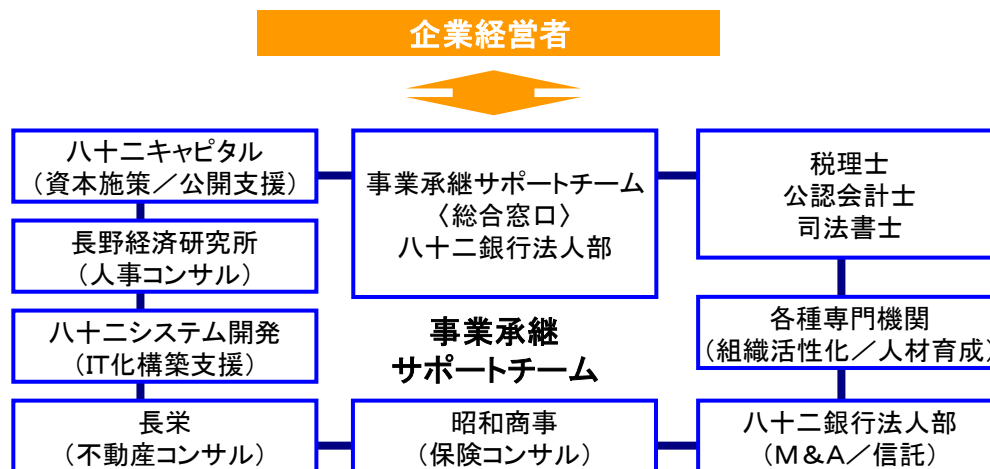 企業経営者
八十二キャピタル
（資本施策／公開支援）
事業承継サポートチーム
〈総合窓口〉
八十二銀行法人部
税理士
公認会計士
司法書士
長野経済研究所
（人事コンサル）
八十二システム開発
（IT化構築支援）
事業承継
サポートチーム
各種専門機関
（組織活性化／人材育成）
長栄
（不動産コンサル）
昭和商事
（保険コンサル）
八十二銀行法人部
（M＆A／信託）